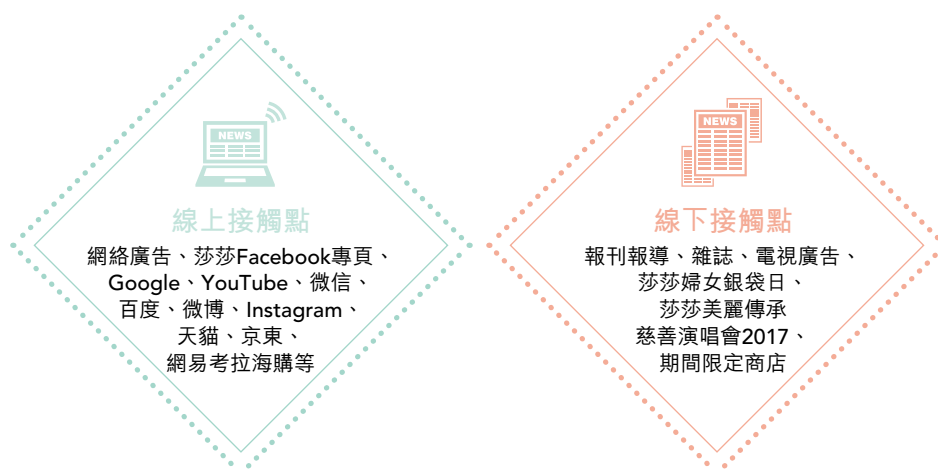 NEWS
線上接觸點
網絡廣告、莎莎Facebook專頁、
Google、YouTube、微信、
百度、微博、Instagram、
天貓、京東、
網易考拉海購等
NEWS
線下接觸點
報刊報導、雜誌、電視廣告、
莎莎婦女銀袋日、
莎莎美麗傳承
慈善演唱會2017、
期間限定商店